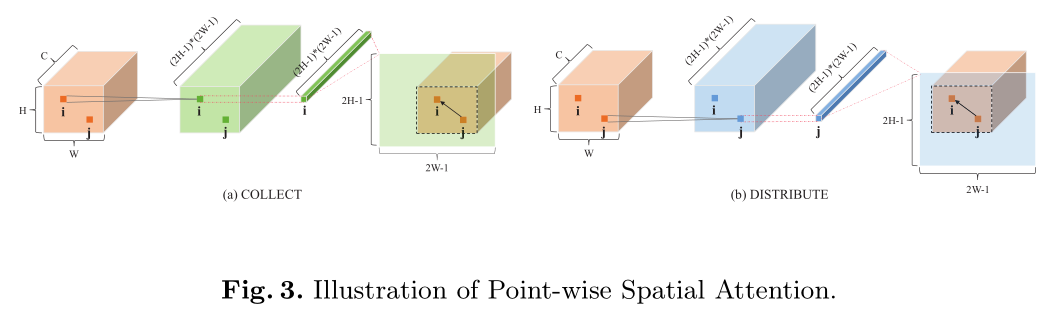 C
(2H-1)*(2W-1)
(2H-1)*(2W-1)
H
i
j
W
i
j
i
2H-1
i
j
2W-1
(a) COLLECT
C
(2H-1)*(2W-1)
(2H-1)*(2W-1)
H
i
j
W
i
j
j
2H-1
i
j
2W-1
(b) DISTRIBUTE
Fig. 3. Illustration of Point-wise Spatial Attention.